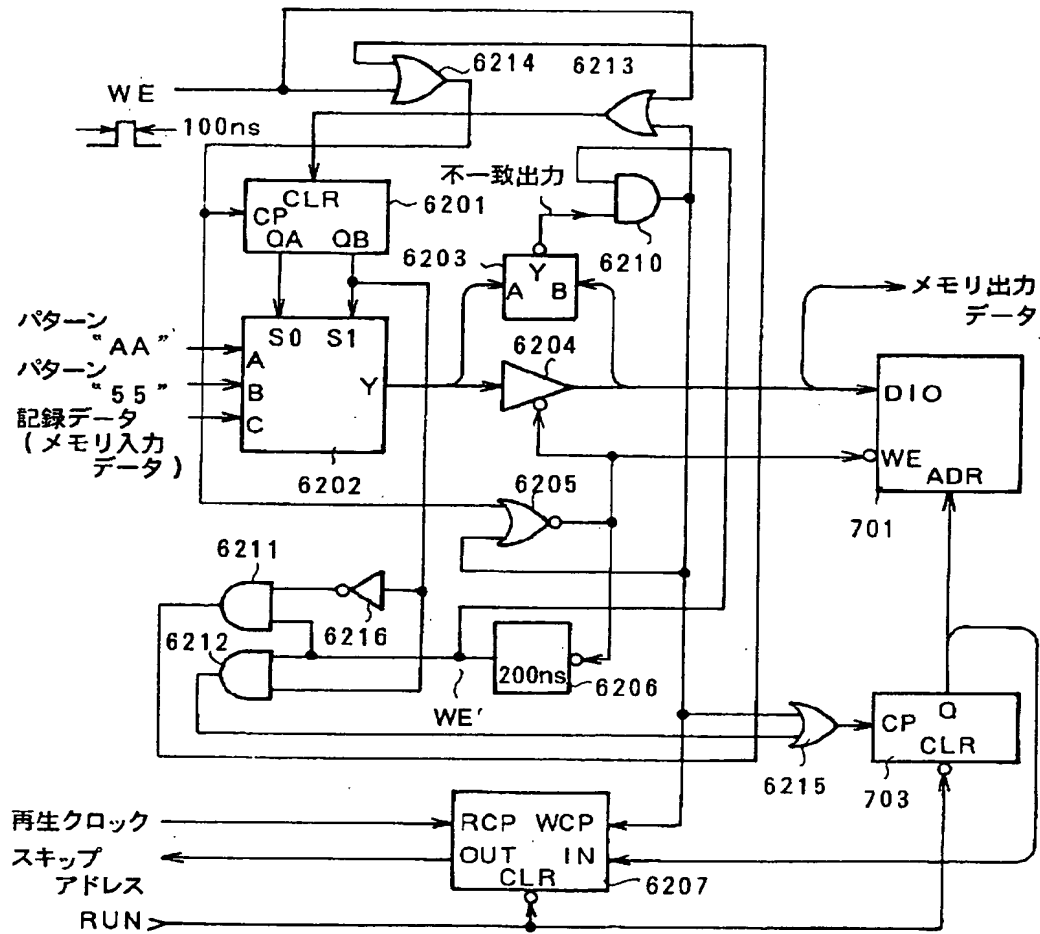 6214
6213
WE
100ns
不一致出力
CLR
CP
QA QB
6201
6203
Y
A B
6210
メモリ出力
データ
パターン
“AA”
パターン
“55”
記録データ
(メモリ入力
データ)
S0 S1
A
B
C
Y
6202
6204
DIO
WE
ADR
701
6205
6211
6216
6212
200ns
6206
WE′
6215
CP Q
CLR
703
再生クロック
スキップ
アドレス
RCP WCP
OUT IN
CLR
6207
RUN